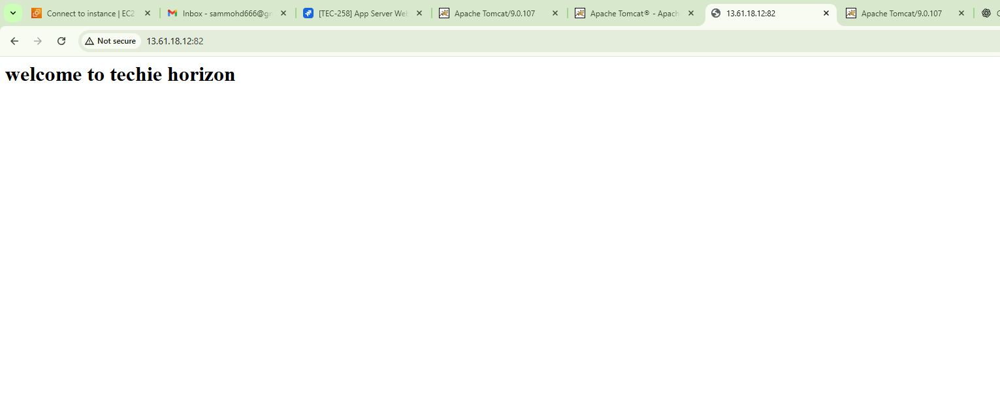 Connect to instance | EC2
Inbox - sammohd666@gm
[TEC-258] App Server Web
Apache Tomcat/9.0.107
Apache Tomcat® - Apach
13.61.18.12:82
Apache Tomcat/9.0.107
Not secure
13.61.18.12:82
welcome to techie horizon